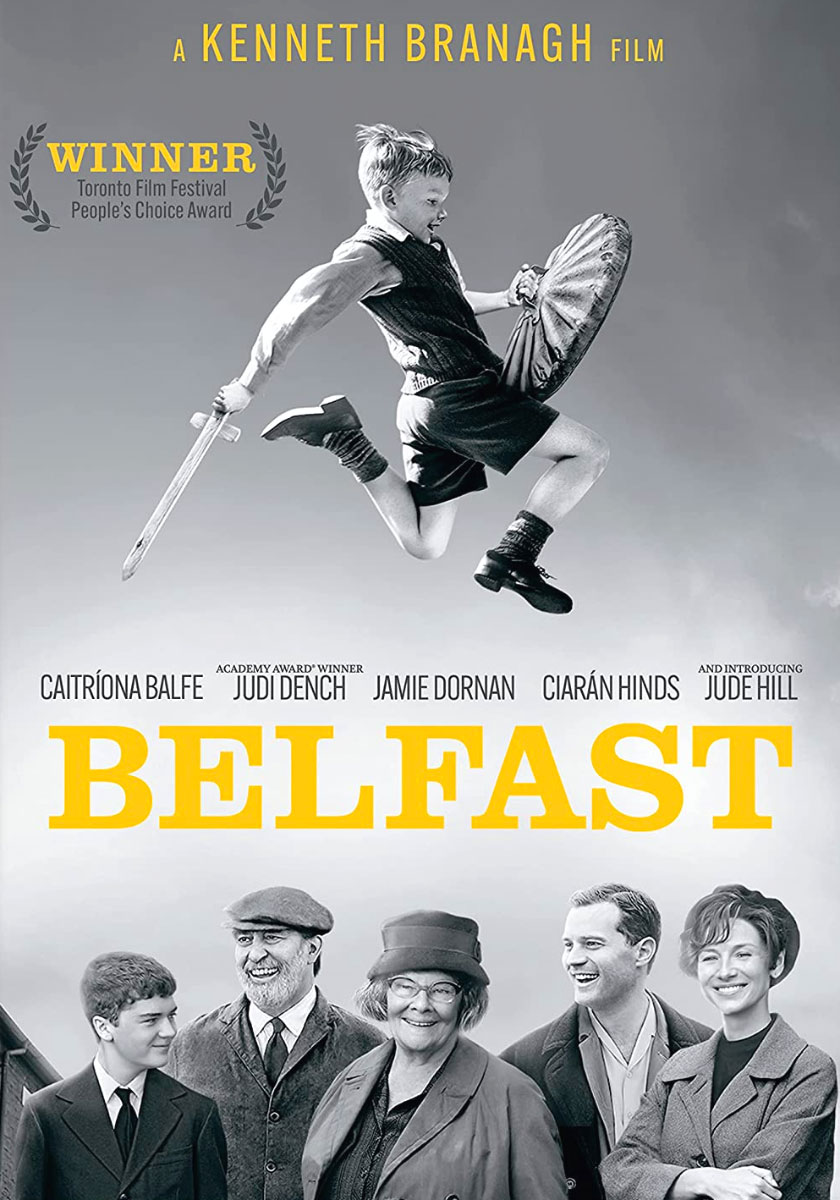 A KENNETH BRANAGH FILM
WINNER
Toronto Film Festival
People's Choice Award
ACADEMY AWARD® WINNER
AND INTRODUCING
CAITRÍONA BALFE JUDI DENCH JAMIE DORNAN CIARÁN HINDS JUDE HILL
BELFAST